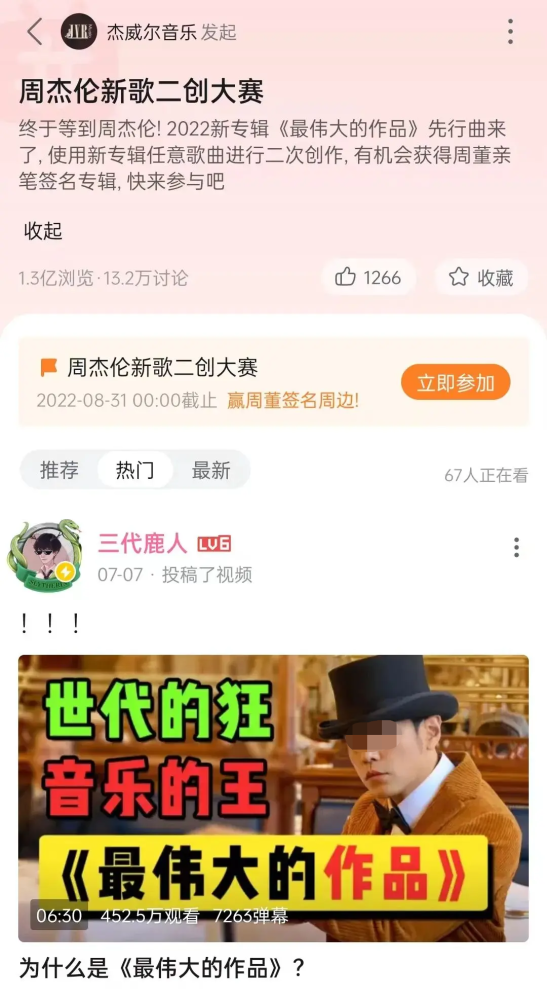 JVR
杰威尔音乐 发起
周杰伦新歌二创大赛
终于等到周杰伦! 2022新专辑《最伟大的作品》先行曲来
了, 使用新专辑任意歌曲进行二次创作, 有机会获得周董亲
笔签名专辑, 快来参与吧
收起
1.3亿浏览·13.2万讨论
1266
收藏
周杰伦新歌二创大赛
2022-08-31 00:00截止 赢周董签名周边!
立即参加
推荐 热门 最新
67人正在看
三代鹿人 LV6
07-07 · 投稿了视频
！！！
世代的狂
音乐的王
《最伟大的作品》
06:30 452.5万观看 7263弹幕
为什么是《最伟大的作品》？